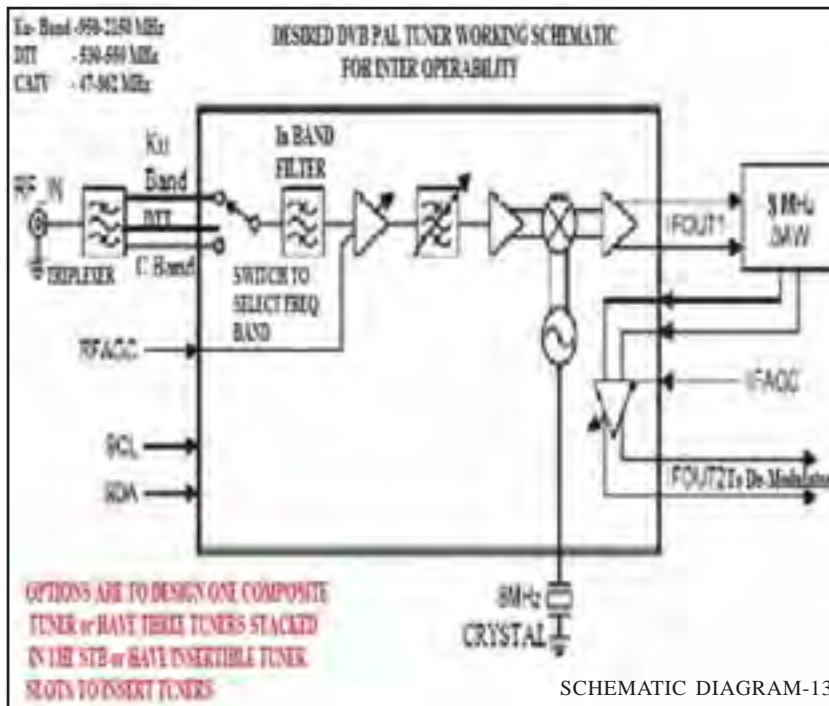 Ku- Band -950-2150 MHz
DTT - 530-559 MHz
CATV - 47-862 MHz
DESIRED DVB PAL TUNER WORKING SCHEMATIC
FOR INTER OPERABILITY
Ku
Band
DTT
C Band
RF_IN
TRIPLEXER
In BAND
FILTER
SWITCH TO
SELECT FREQ
BAND
RFAGC
SCL
SDA
IFOUT1
8 MHz
SAW
IFAGC
IFOUT2 To De-Modulator
8MHz
CRYSTAL
OPTIONS ARE TO DESIGN ONE COMPOSITE
TUNER or HAVE THREE TUNERS STACKED
IN THE STB or HAVE INSERTIBLE TUNER
SLOTS TO INSERT TUNERS
SCHEMATIC DIAGRAM-13